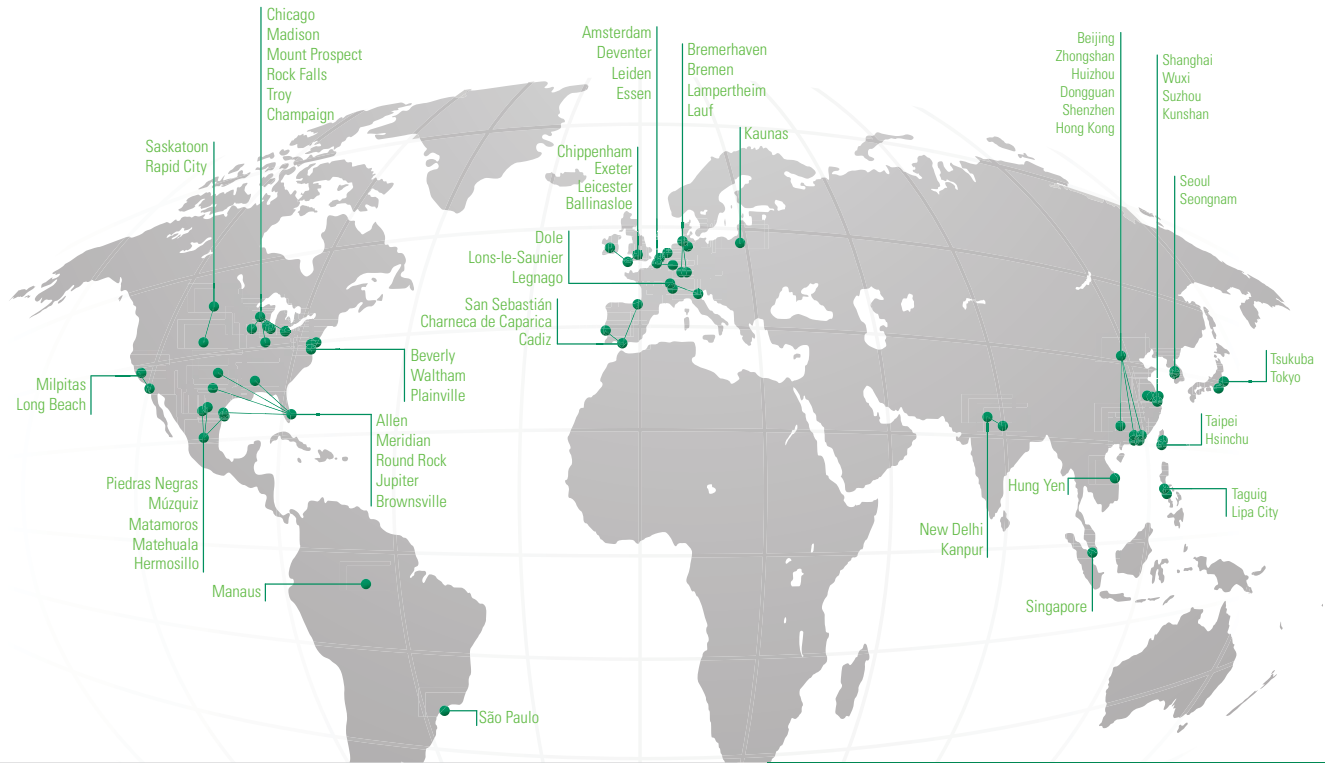 Chicago
Madison
Mount Prospect
Rock Falls
Troy
Champaign
Saskatoon
Rapid City
Amsterdam
Deventer
Leiden
Essen
Bremerhaven
Bremen
Lampertheim
Lauf
Kaunas
Chippenham
Exeter
Leicester
Ballinasloe
Dole
Lons-le-Saunier
Legnago
San Sebastián
Charneca de Caparica
Cadiz
Beijing
Zhongshan
Huizhou
Dongguan
Shenzhen
Hong Kong
Shanghai
Wuxi
Suzhou
Kunshan
Seoul
Seongnam
Tsukuba
Tokyo
Taipei
Hsinchu
Taguig
Lipa City
Hung Yen
New Delhi
Kanpur
Singapore
Milpitas
Long Beach
Beverly
Waltham
Plainville
Allen
Meridian
Round Rock
Jupiter
Brownsville
Piedras Negras
Múzquiz
Matamoros
Matehuala
Hermosillo
Manaus
São Paulo